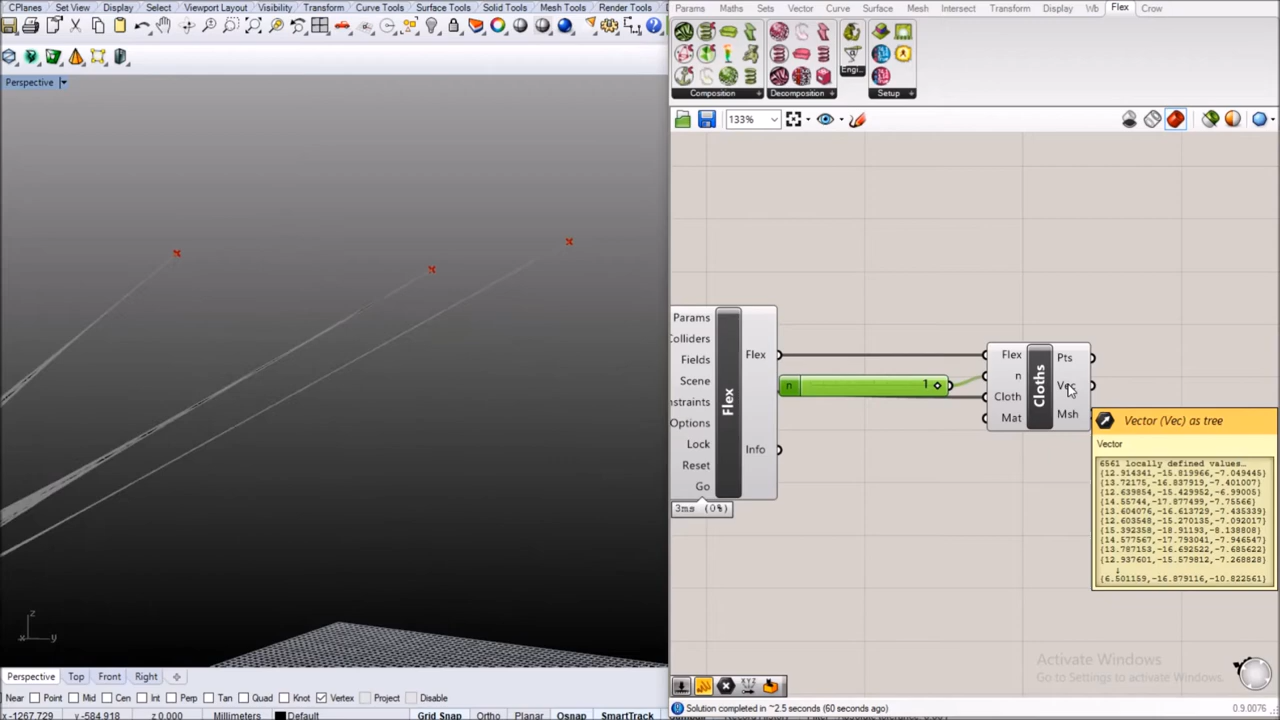 CPlanes Set View Display Select Viewport Layout Visibility Transform Curve Tools Surface Tools Solid Tools Mesh Tools Render Tools
Params Maths Sets Vector Curve Surface Mesh Intersect Transform Display Wb Flex Crow
Engi...
Composition + Decomposition + Setup +
Perspective
133%
Params
Colliders
Fields
Scene
onstraints
Options
Lock
Reset
Go
Flex
Flex
Info
3ms (0%)
n 1
Flex
n
Cloth
Mat
Cloths
Pts
Vec
Msh
Vector (Vec) as tree
Vector
6561 locally defined values...
{12.914341,-15.819966,-7.049445}
{13.72175,-16.837919,-7.401007}
{12.639854,-15.429952,-6.99005}
{14.55744,-17.877499,-7.75566}
{13.604076,-16.613729,-7.435339}
{12.603548,-15.270135,-7.092017}
{15.392358,-18.91193,-8.138808}
{14.577567,-17.793041,-7.946547}
{13.787153,-16.692522,-7.685622}
{12.937601,-15.579812,-7.268828}
{6.501159,-16.879116,-10.822561}
z
x
y
Activate Windows
Go to Settings to activate Windows.
Perspective Top Front Right
Near Point Mid Cen Int Perp Tan Quad Knot Vertex Project Disable
x -1267.729 y -584.918 z 0.000 Millimeters Default Grid Snap Ortho Planar Osnap SmartTrack
Solution completed in ~2.5 seconds (60 seconds ago)
0.9.0076